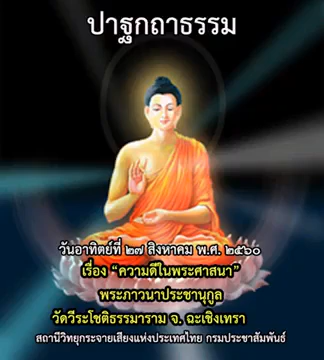 ปาฐกถาธรรม
วันอาทิตย์ที่ ๒๗ สิงหาคม พ.ศ. ๒๕๖๐
เรื่อง “ความดีในพระศาสนา”
พระภาวนาประชานุกูล
วัดวีระโชติธรรมาราม จ. ฉะเชิงเทรา
สถานีวิทยุกระจายเสียงแห่งประเทศไทย กรมประชาสัมพันธ์